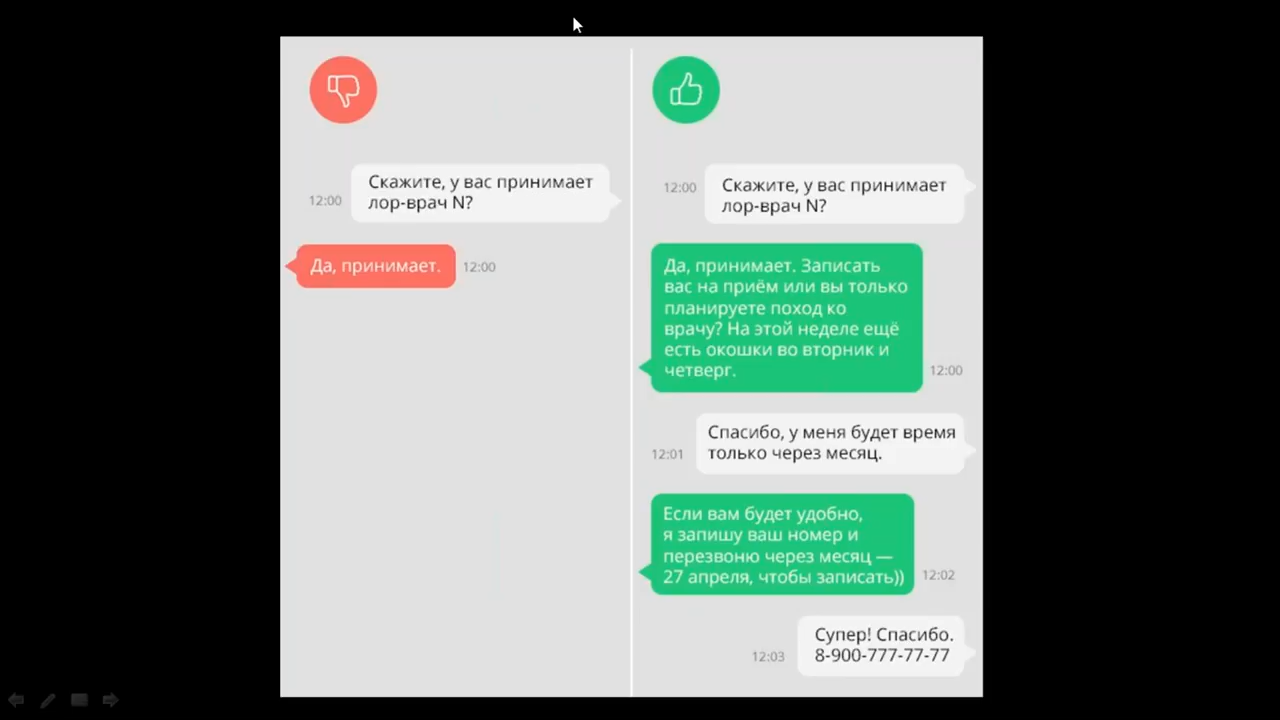 Скажите, у вас принимает
лор-врач N?
12:00
Да, принимает.
12:00
Скажите, у вас принимает
лор-врач N?
12:00
Да, принимает. Записать
вас на приём или вы только
планируете поход ко
врачу? На этой неделе ещё
есть окошки во вторник и
четверг.
12:00
Спасибо, у меня будет время
только через месяц.
12:01
Если вам будет удобно,
я запишу ваш номер и
перезвоню через месяц —
27 апреля, чтобы записать))
12:02
Супер! Спасибо.
8-900-777-77-77
12:03